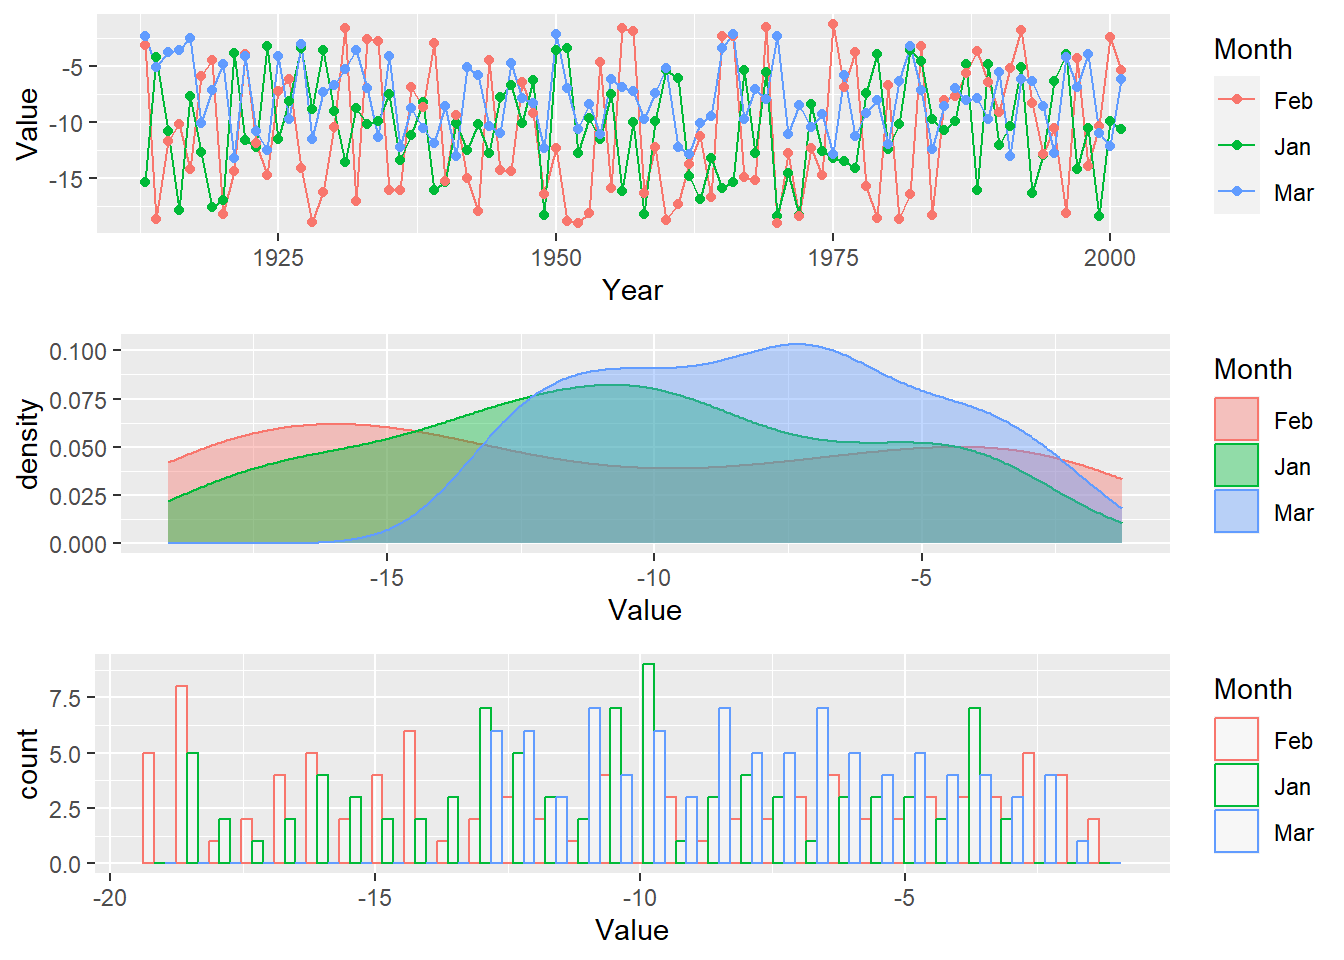 Value
-5
-10
-15
1925 1950 1975 2000
Year
Month
Feb
Jan
Mar
density
0.100
0.075
0.050
0.025
0.000
-15 -10 -5
Value
Month
Feb
Jan
Mar
count
7.5
5.0
2.5
0.0
-20 -15 -10 -5
Value
Month
Feb
Jan
Mar